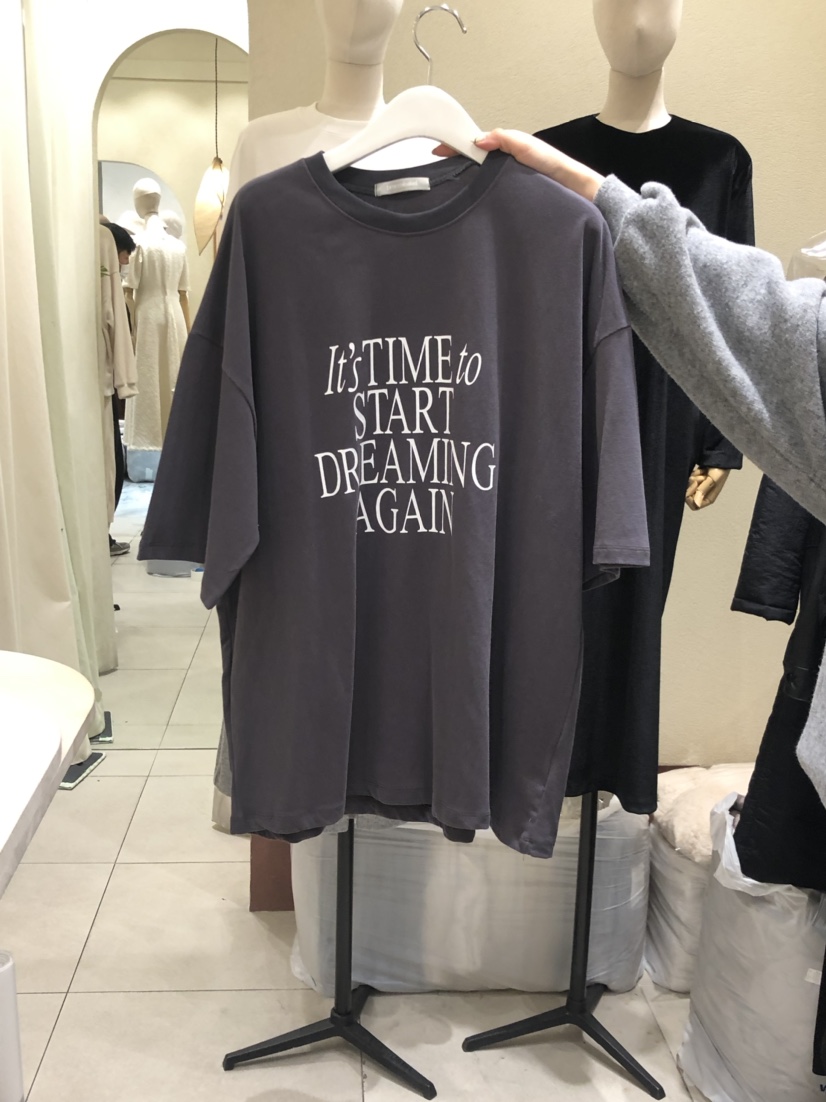 It's TIME to
START
DREAMING
AGAIN